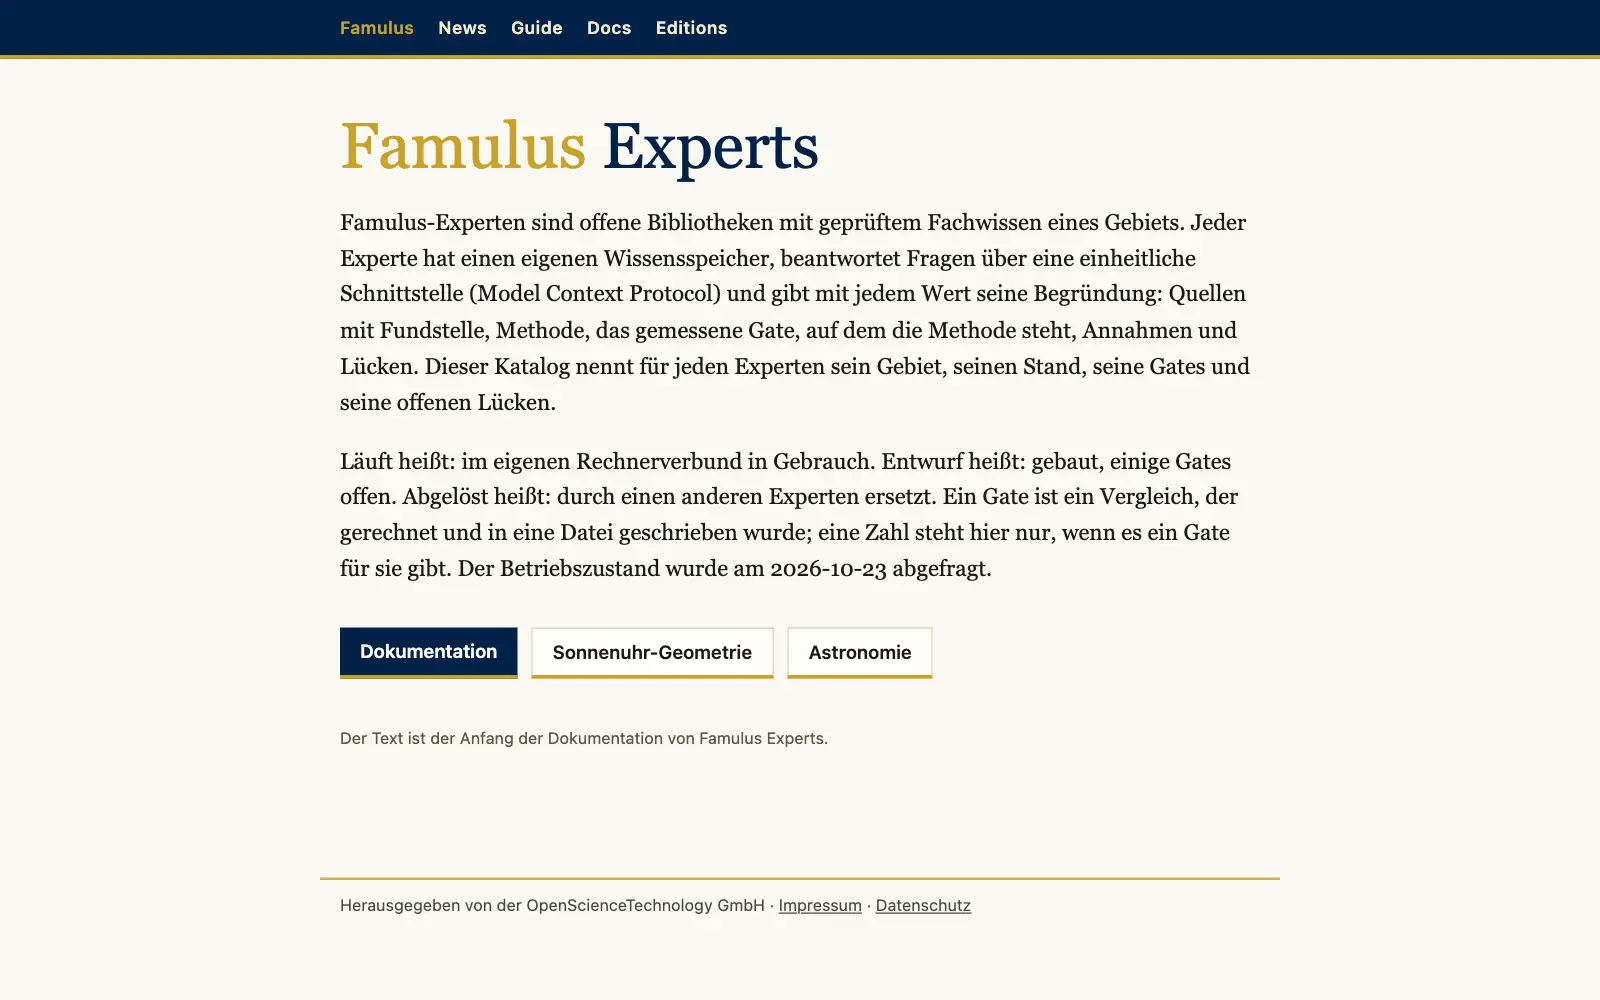 Famulus News Guide Docs Editions
Famulus Experts
Famulus-Experten sind offene Bibliotheken mit geprüftem Fachwissen eines Gebiets. Jeder
Experte hat einen eigenen Wissensspeicher, beantwortet Fragen über eine einheitliche
Schnittstelle (Model Context Protocol) und gibt mit jedem Wert seine Begründung: Quellen
mit Fundstelle, Methode, das gemessene Gate, auf dem die Methode steht, Annahmen und
Lücken. Dieser Katalog nennt für jeden Experten sein Gebiet, seinen Stand, seine Gates und
seine offenen Lücken.
Läuft heißt: im eigenen Rechnerverbund in Gebrauch. Entwurf heißt: gebaut, einige Gates
offen. Abgelöst heißt: durch einen anderen Experten ersetzt. Ein Gate ist ein Vergleich, der
gerechnet und in eine Datei geschrieben wurde; eine Zahl steht hier nur, wenn es ein Gate
für sie gibt. Der Betriebszustand wurde am 2026-10-23 abgefragt.
Dokumentation Sonnenuhr-Geometrie Astronomie
Der Text ist der Anfang der Dokumentation von Famulus Experts.
Herausgegeben von der OpenScienceTechnology GmbH · Impressum · Datenschutz